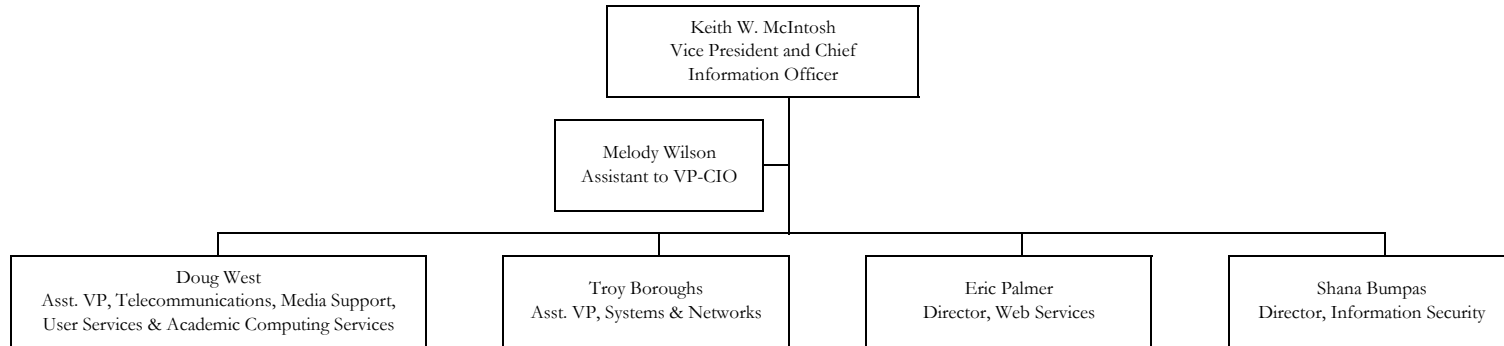 Keith W. McIntosh
Vice President and Chief
Information Officer
Melody Wilson
Assistant to VP-CIO
Doug West
Asst. VP, Telecommunications, Media Support,
User Services & Academic Computing Services
Troy Boroughs
Asst. VP, Systems & Networks
Eric Palmer
Director, Web Services
Shana Bumpas
Director, Information Security